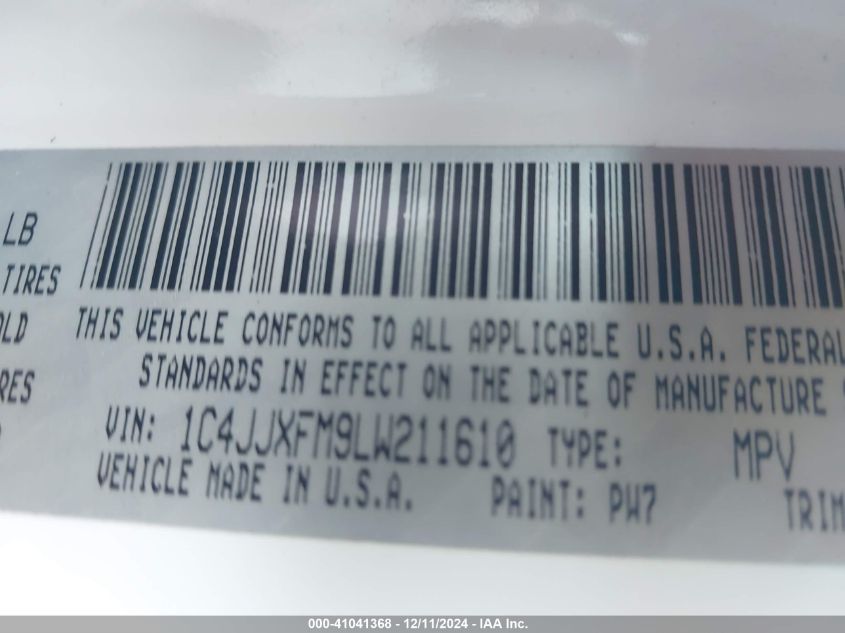 LB
TIRES
OLD
THIS VEHICLE CONFORMS TO ALL APPLICABLE U.S.A. FEDERAL
RES
STANDARDS IN EFFECT ON THE DATE OF MANUFACTURE
VIN: 1C4JJXFM9LW211610 TYPE: MPV
VEHICLE MADE IN U.S.A. PAINT: PW7 TRIM
000-41041368 - 12/11/2024 - IAA Inc.